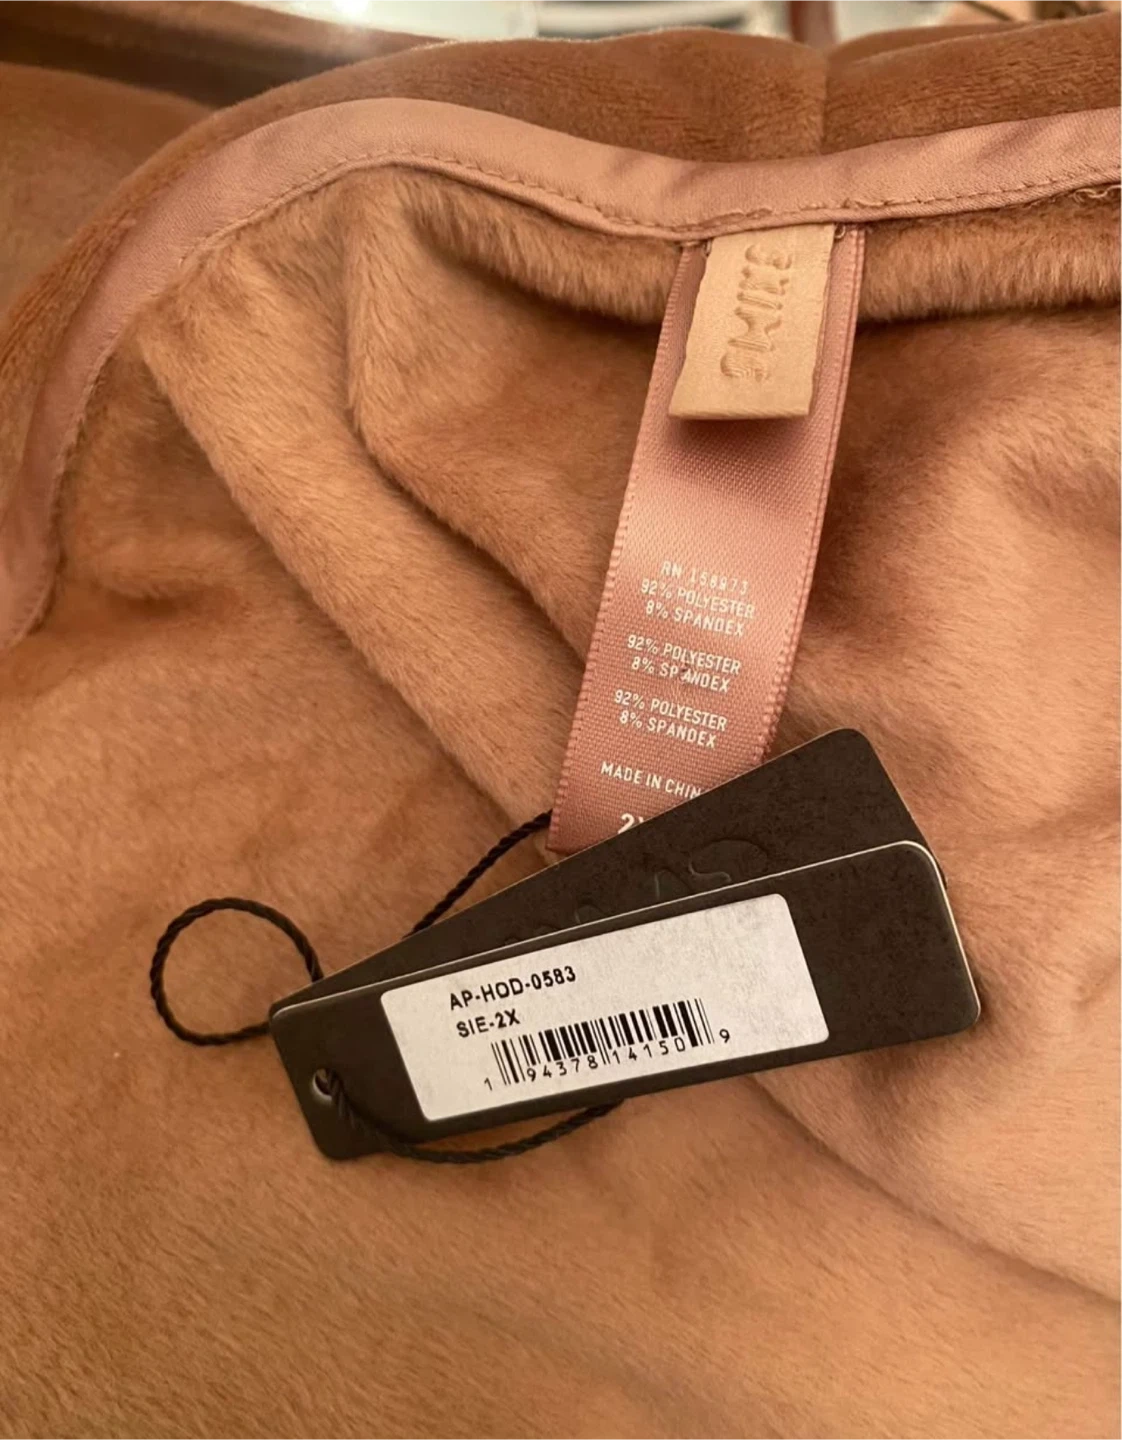 SKIMS
RN 158973
92% POLYESTER
8% SPANDEX
92% POLYESTER
8% SPANDEX
92% POLYESTER
8% SPANDEX
MADE IN CHIN
AP-HOD-0583
SIE-2X
1 94378 14150 9